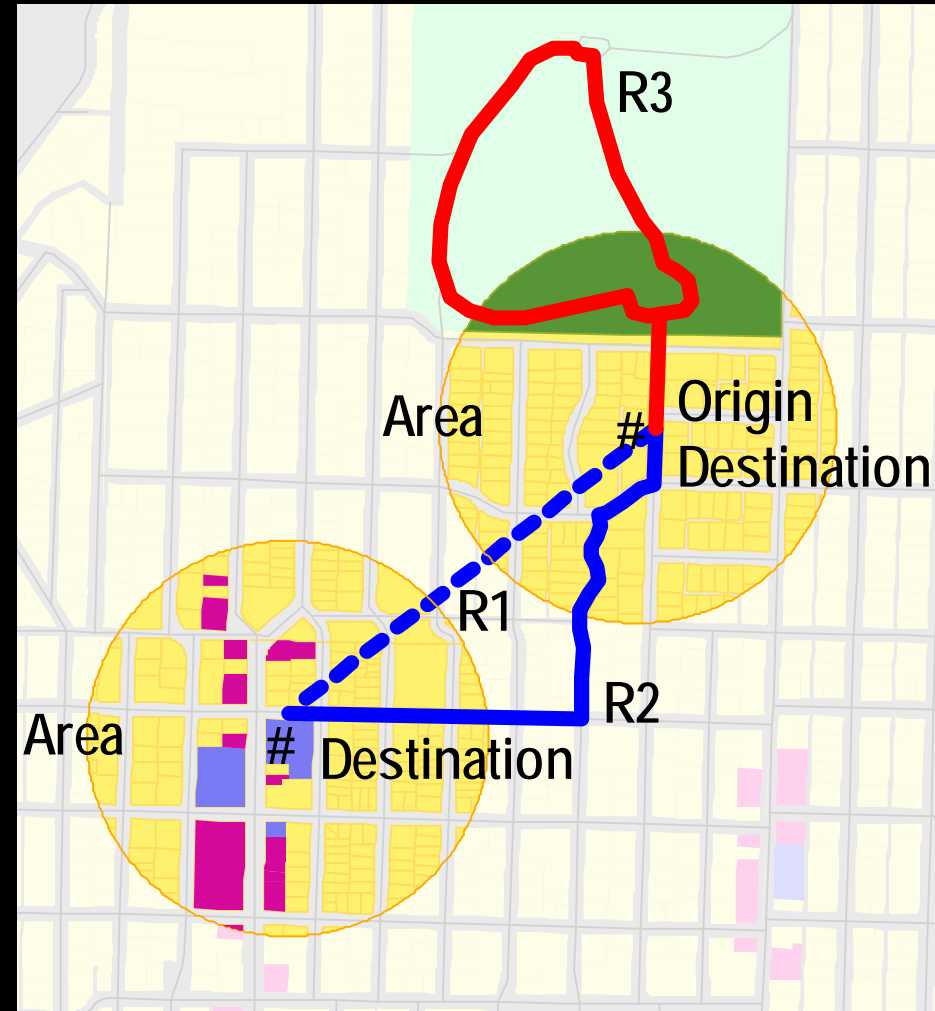 R3
Area
Origin
#
Destination
R1
R2
Area
#
Destination